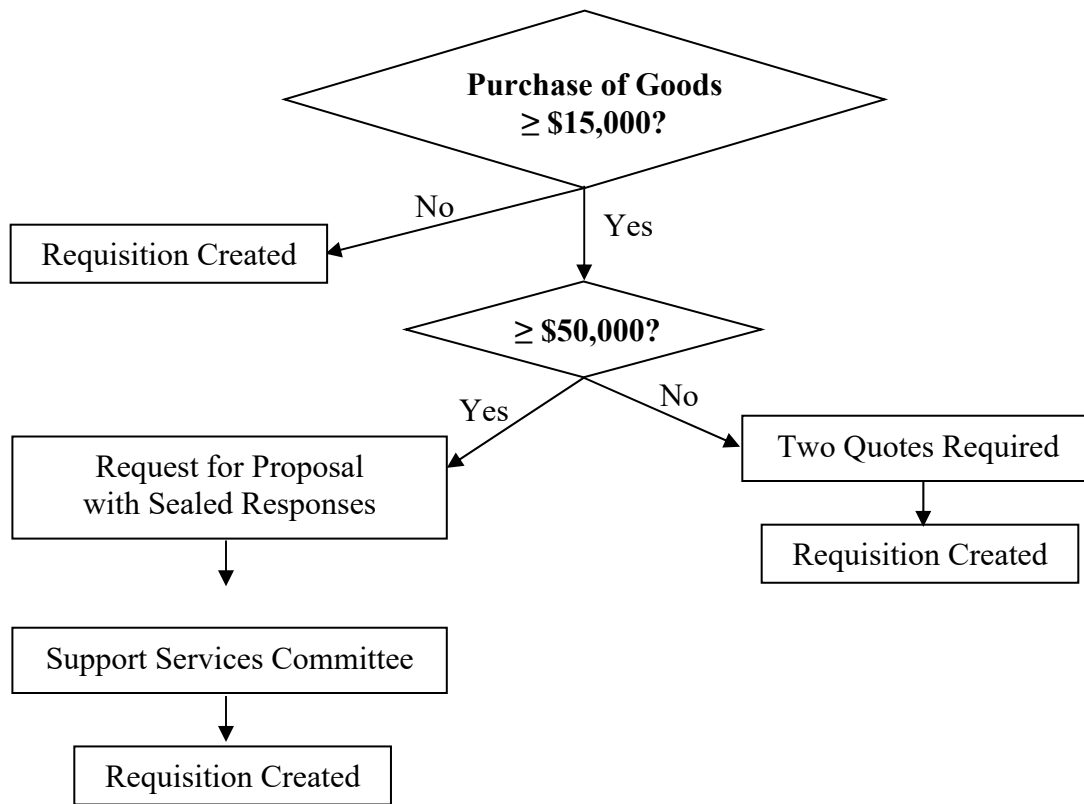 Purchase of Goods
≥ $15,000?
No
Yes
Requisition Created
≥ $50,000?
Yes
No
Request for Proposal
with Sealed Responses
Two Quotes Required
Requisition Created
Support Services Committee
Requisition Created